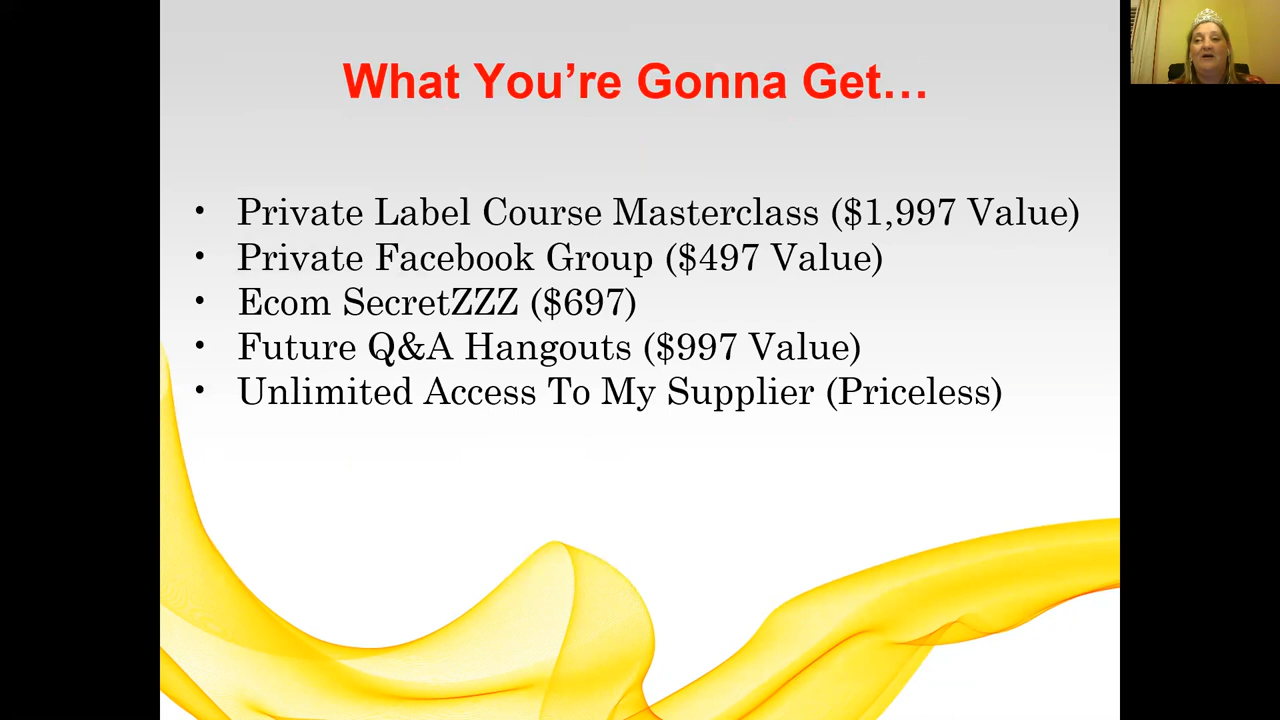 What You’re Gonna Get…
• Private Label Course Masterclass ($1,997 Value)
• Private Facebook Group ($497 Value)
• Ecom SecretZZZ ($697)
• Future Q&A Hangouts ($997 Value)
• Unlimited Access To My Supplier (Priceless)